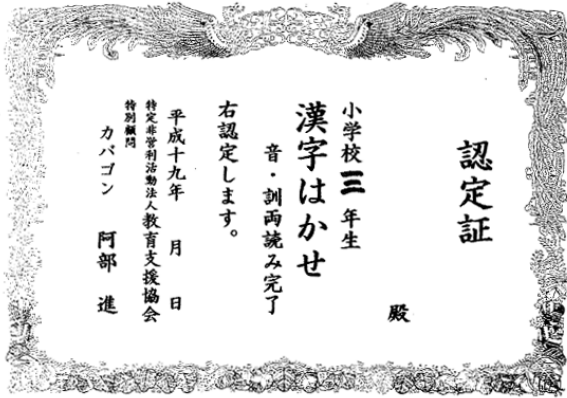 認定証
殿
小学校三年生
漢字はかせ
音・訓両読み完了
右認定します。
平成十九年　月　日
特定非営利活動法人教育支援協会
特別顧問
カバゴン　阿部　進